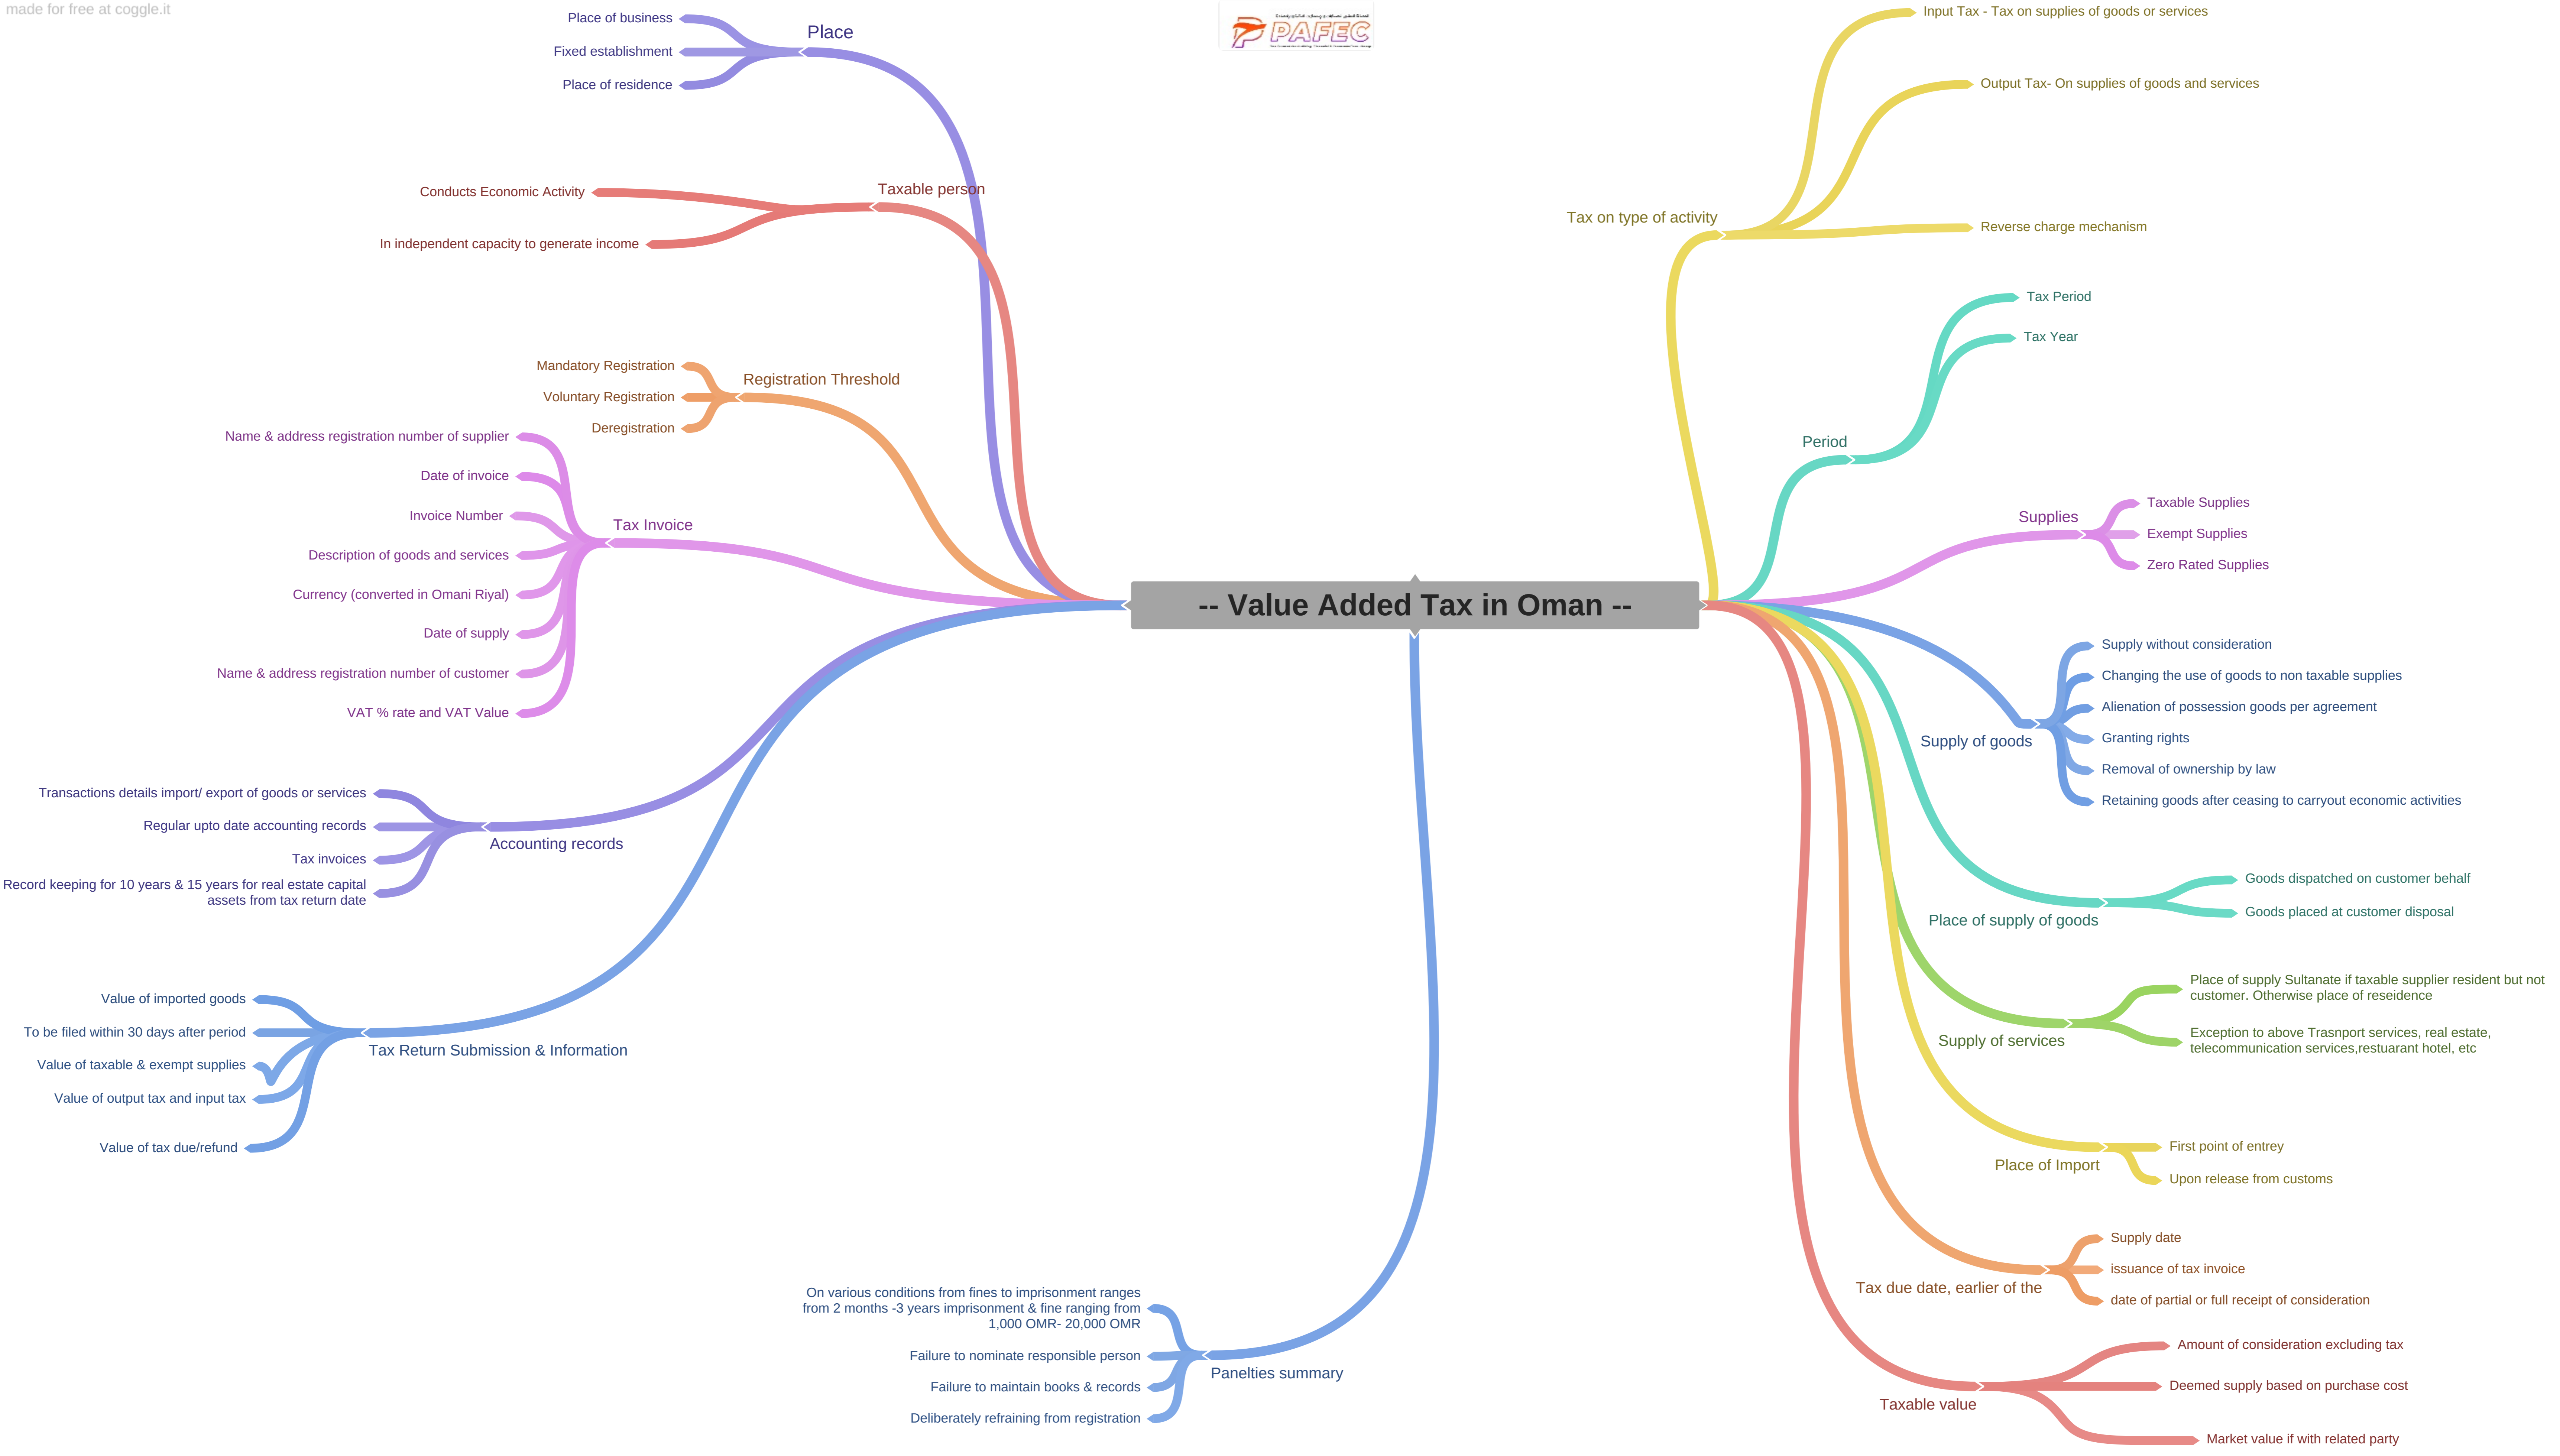 made for free at coggle.it
PAFEC
-- Value Added Tax in Oman --
Place
Place of business
Fixed establishment
Place of residence
Taxable person
Conducts Economic Activity
In independent capacity to generate income
Registration Threshold
Mandatory Registration
Voluntary Registration
Deregistration
Tax Invoice
Name & address registration number of supplier
Date of invoice
Invoice Number
Description of goods and services
Currency (converted in Omani Riyal)
Date of supply
Name & address registration number of customer
VAT % rate and VAT Value
Accounting records
Transactions details import/ export of goods or services
Regular upto date accounting records
Tax invoices
Record keeping for 10 years & 15 years for real estate capital
assets from tax return date
Tax Return Submission & Information
Value of imported goods
To be filed within 30 days after period
Value of taxable & exempt supplies
Value of output tax and input tax
Value of tax due/refund
Panelties summary
On various conditions from fines to imprisonment ranges
from 2 months -3 years imprisonment & fine ranging from
1,000 OMR- 20,000 OMR
Failure to nominate responsible person
Failure to maintain books & records
Deliberately refraining from registration
Tax on type of activity
Input Tax - Tax on supplies of goods or services
Output Tax- On supplies of goods and services
Reverse charge mechanism
Period
Tax Period
Tax Year
Supplies
Taxable Supplies
Exempt Supplies
Zero Rated Supplies
Supply of goods
Supply without consideration
Changing the use of goods to non taxable supplies
Alienation of possession goods per agreement
Granting rights
Removal of ownership by law
Retaining goods after ceasing to carryout economic activities
Place of supply of goods
Goods dispatched on customer behalf
Goods placed at customer disposal
Supply of services
Place of supply Sultanate if taxable supplier resident but not
customer. Otherwise place of reseidence
Exception to above Trasnport services, real estate,
telecommunication services,restuarant hotel, etc
Place of Import
First point of entrey
Upon release from customs
Tax due date, earlier of the
Supply date
issuance of tax invoice
date of partial or full receipt of consideration
Taxable value
Amount of consideration excluding tax
Deemed supply based on purchase cost
Market value if with related party